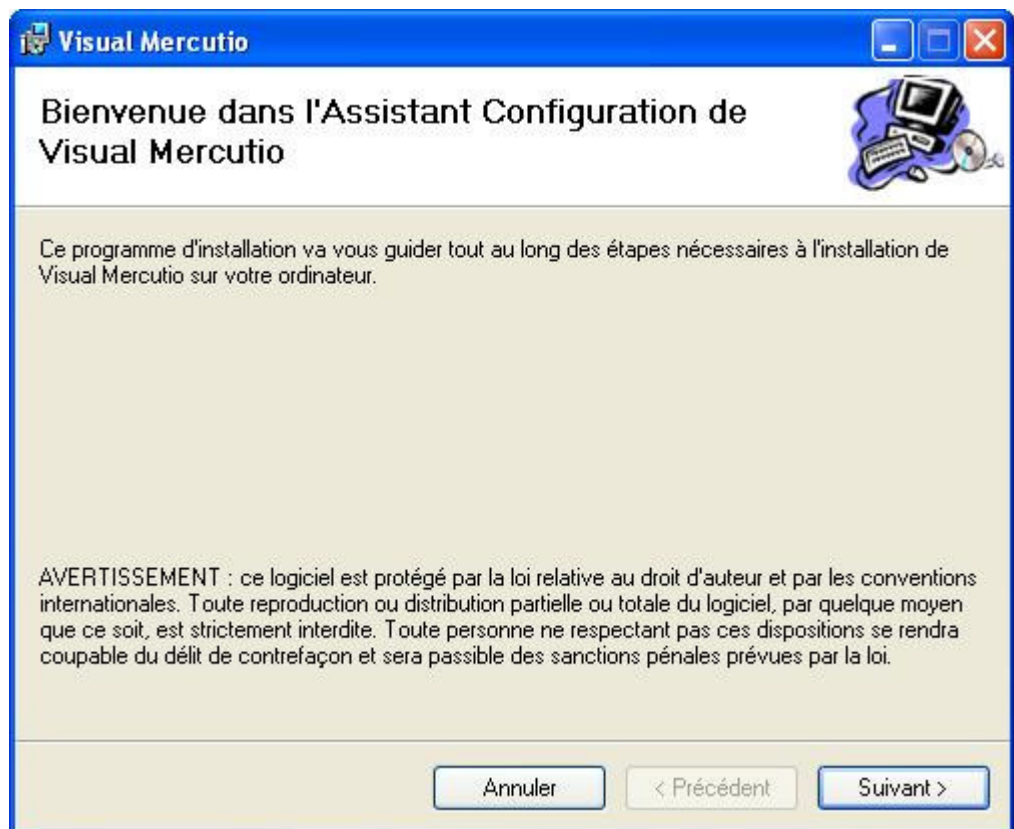 Visual Mercutio
Bienvenue dans l'Assistant Configuration de
Visual Mercutio
Ce programme d'installation va vous guider tout au long des étapes nécessaires à l'installation de
Visual Mercutio sur votre ordinateur.
AVERTISSEMENT : ce logiciel est protégé par la loi relative au droit d'auteur et par les conventions
internationales. Toute reproduction ou distribution partielle ou totale du logiciel, par quelque moyen
que ce soit, est strictement interdite. Toute personne ne respectant pas ces dispositions se rendra
coupable du délit de contrefaçon et sera passible des sanctions pénales prévues par la loi.
Annuler
< Précédent
Suivant >